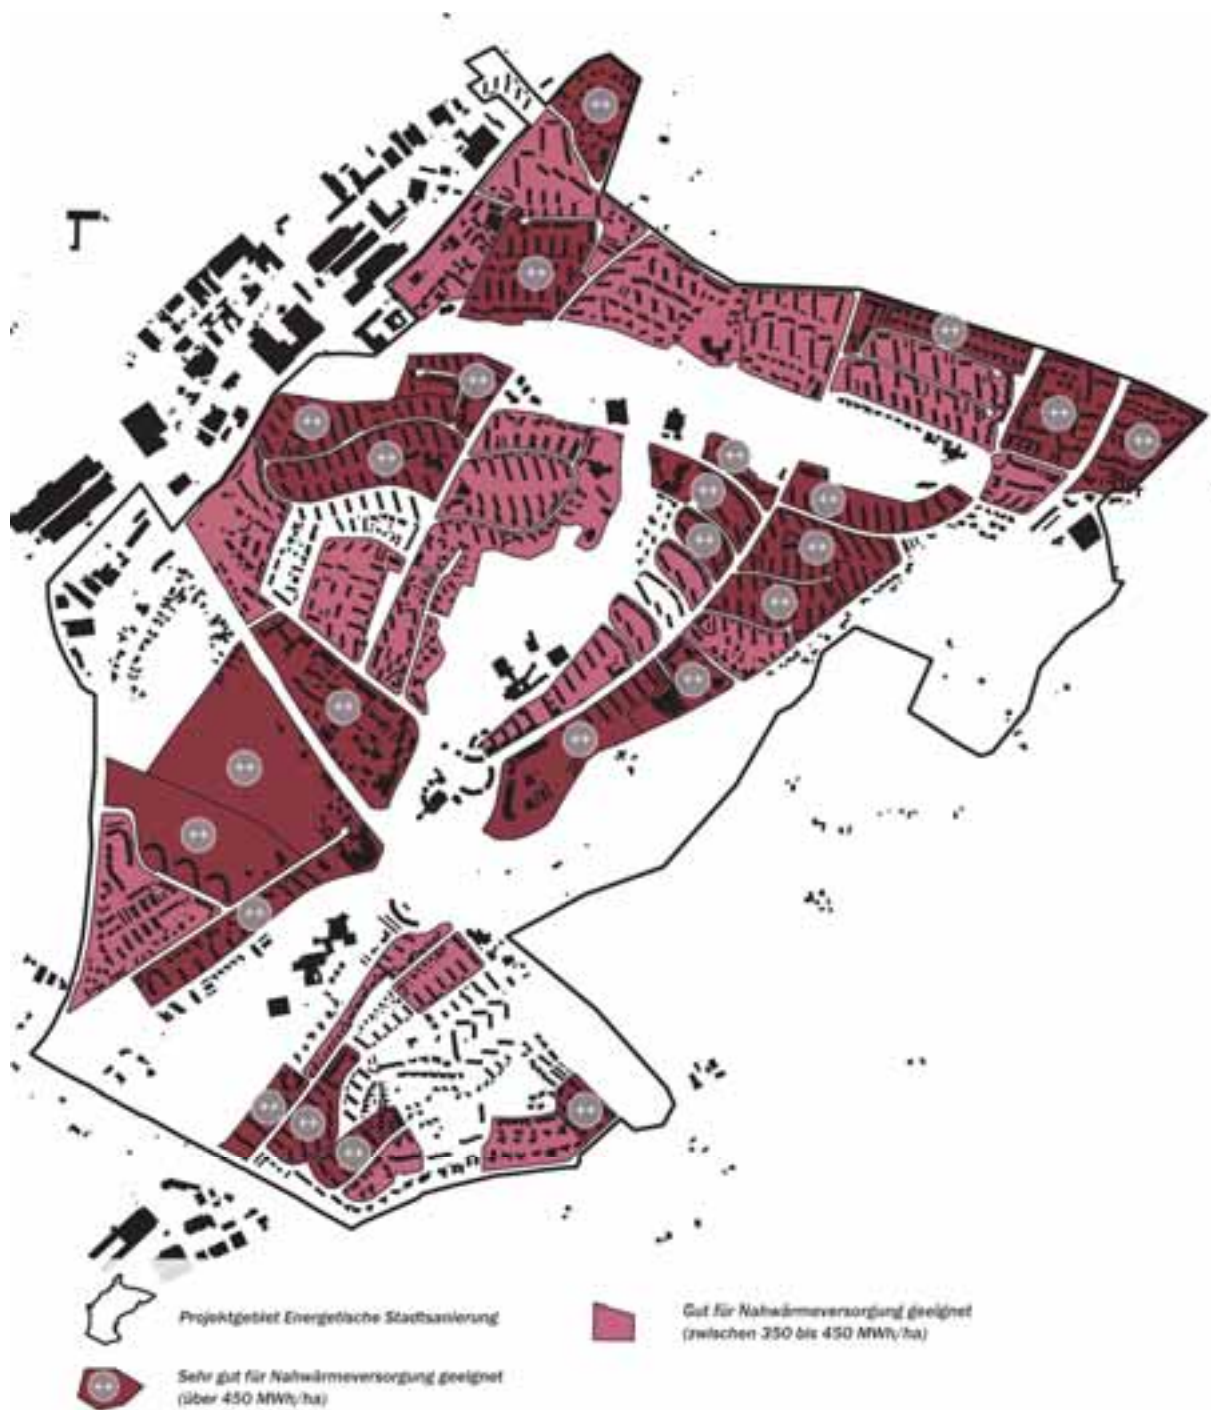 Projektgebiet Energetische Stadtsanierung
Sehr gut für Nahwärmeversorgung geeignet
(über 450 MWh/ha)
Gut für Nahwärmeversorgung geeignet
(zwischen 350 bis 450 MWh/ha)